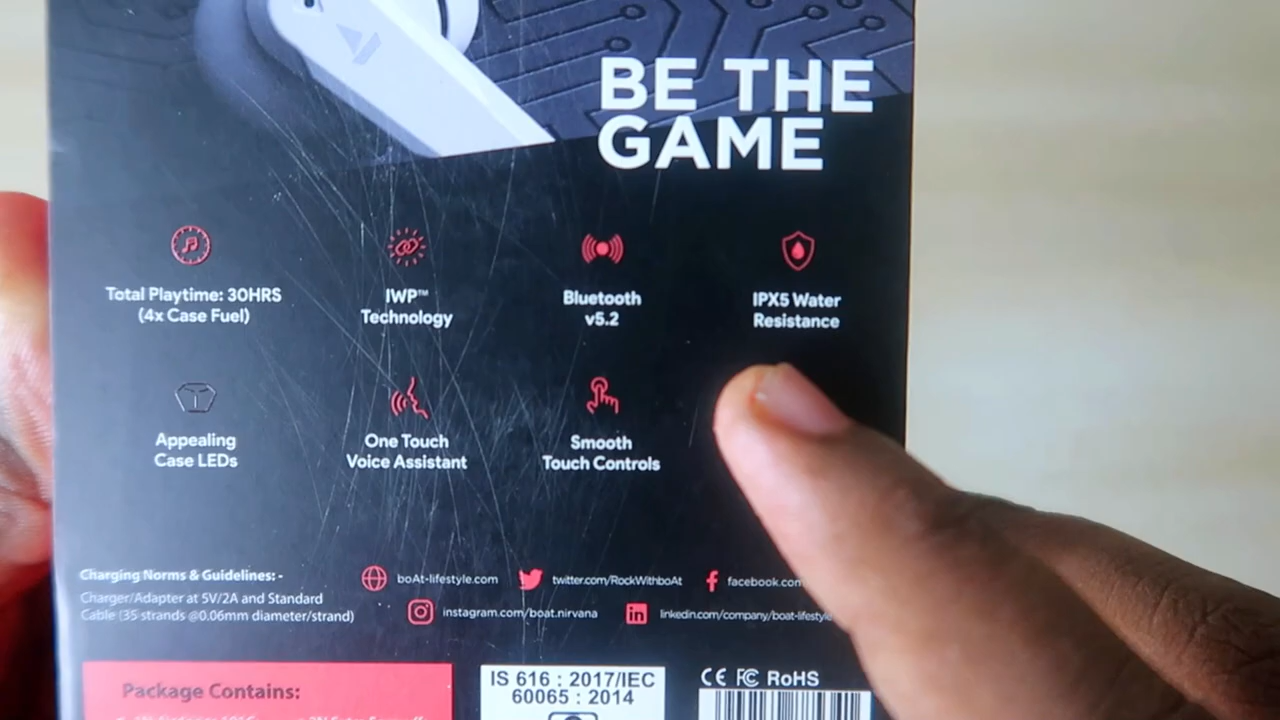 BE THE
GAME
Total Playtime: 30HRS
(4x Case Fuel)
IWP™
Technology
Bluetooth
v5.2
IPX5 Water
Resistance
Appealing
Case LEDs
One Touch
Voice Assistant
Smooth
Touch Controls
Charging Norms & Guidelines: -
Charger/Adapter at 5V/2A and Standard
Cable (35 strands @0.06mm diameter/strand)
boAt-lifestyle.com
twitter.com/RockWithboAt
facebook.com
instagram.com/boat.nirvana
linkedin.com/company/boat-lifestyle
Package Contains:
IS 616 : 2017/IEC
60065 : 2014
CE FC RoHS